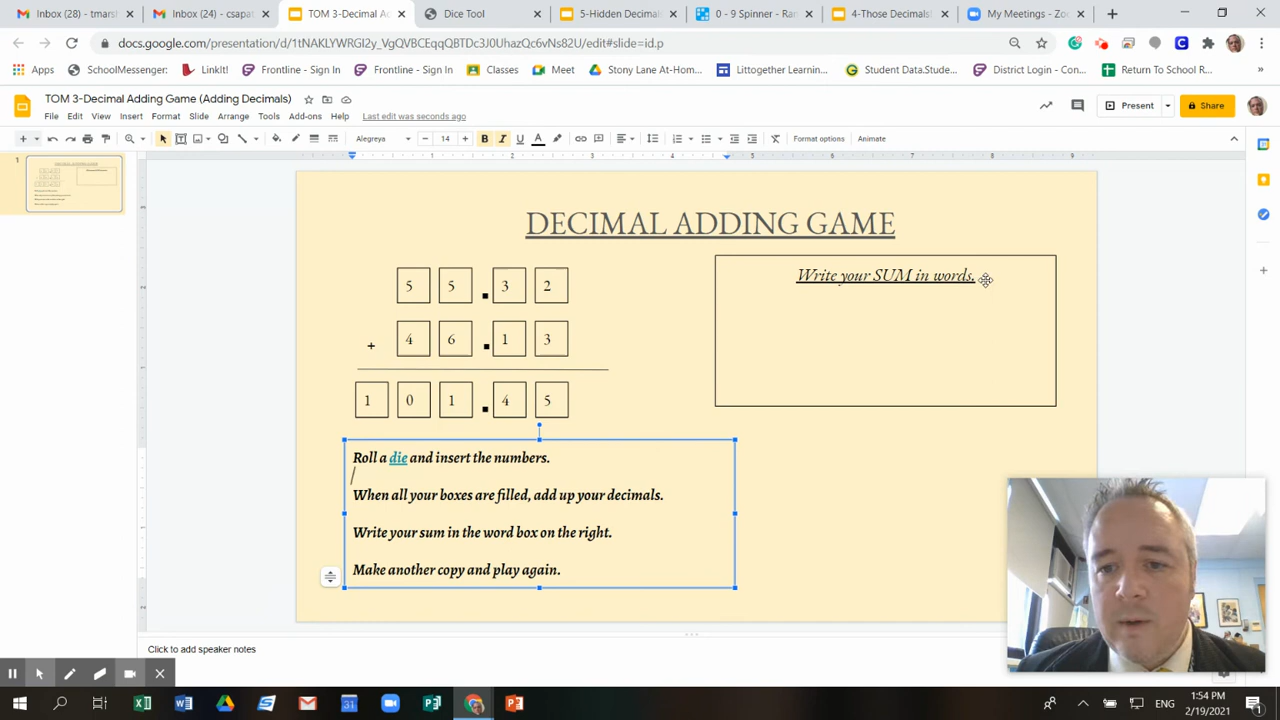 Inbox (28) - tmarsh
Inbox (24) - csapat
TOM 3-Decimal Ad
Dice Tool
5-Hidden Decimals
0 - 9 Spinner - Ran
4-Those Decimals!
My Meetings - Zoo
docs.google.com/presentation/d/1tNAKLYWRGl2y_VgQVBCEqqQBTDc3J0UhazQc6vNs82U/edit#slide=id.p
Apps
SchoolMessenger:
LinkIt!
Frontline - Sign In
Frontline - Sign In
Classes
Meet
Stony Lane At-Hom...
Littogether Learnin...
Student Data.Stude...
District Login - Con...
Return To School R...
TOM 3-Decimal Adding Game (Adding Decimals)
File Edit View Insert Format Slide Arrange Tools Add-ons Help Last edit was seconds ago
Present
Share
Alegreya
14
B I U A
Format options
Animate
1
DECIMAL ADDING GAME
5 5 . 3 2
+ 4 6 . 1 3
1 0 1 . 4 5
Write your SUM in words.
Roll a die and insert the numbers.
When all your boxes are filled, add up your decimals.
Write your sum in the word box on the right.
Make another copy and play again.
Click to add speaker notes
1:54 PM
2/19/2021